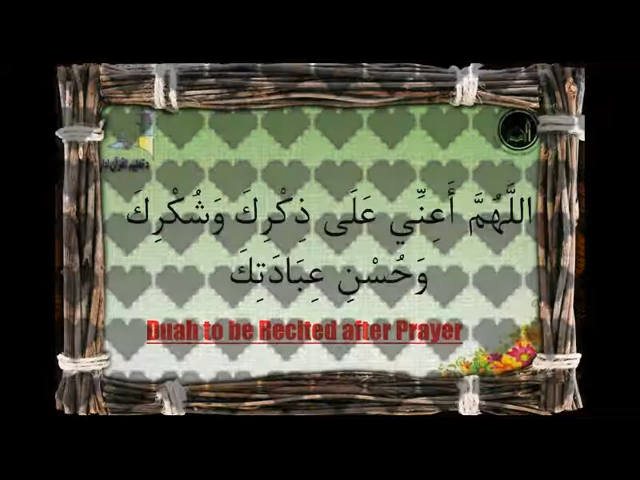 اللَّهُمَّ أَعِنِّي عَلَى ذِكْرِكَ وَشُكْرِكَ
وَحُسْنِ عِبَادَتِكَ
Duah to be Recited after Prayer